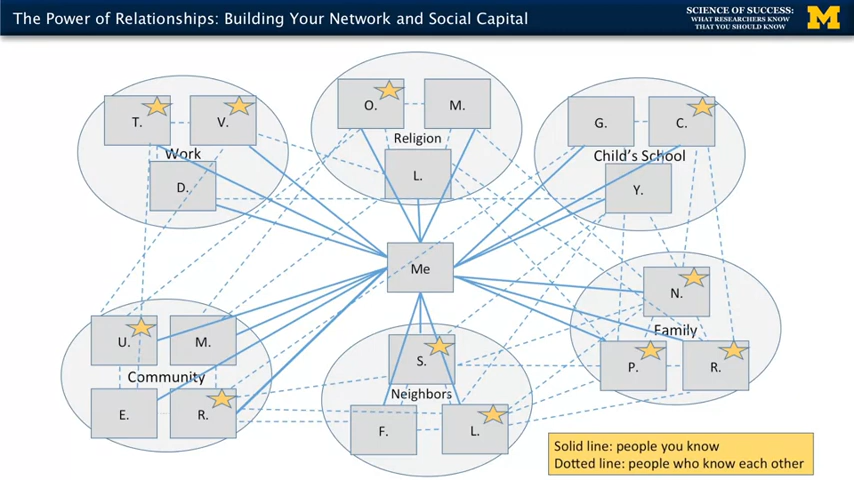 The Power of Relationships: Building Your Network and Social Capital
SCIENCE OF SUCCESS:
WHAT RESEARCHERS KNOW
THAT YOU SHOULD KNOW
M
T.
V.
Work
D.
O.
M.
Religion
L.
G.
C.
Child's School
Y.
Me
U.
M.
Community
E.
R.
S.
Neighbors
F.
L.
N.
Family
P.
R.
Solid line: people you know
Dotted line: people who know each other